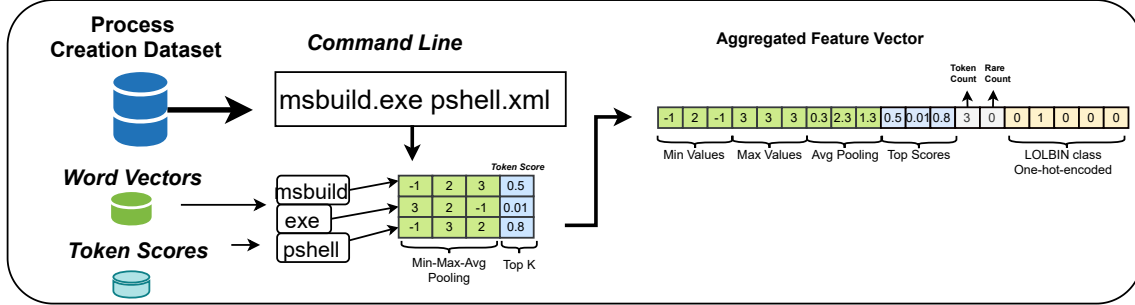 Process
Creation Dataset
Command Line
msbuild.exe pshell.xml
Word Vectors
Token Scores
msbuild
exe
pshell
Token Score
-1 2 3 0.5
3 2 -1 0.01
-1 3 2 0.8
Min-Max-Avg
Pooling
Top K
Aggregated Feature Vector
Token
Count
Rare
Count
-1 2 -1 3 3 3 0.3 2.3 1.3 0.5 0.01 0.8 3 0 0 1 0 0 0
Min Values
Max Values
Avg Pooling
Top Scores
LOLBIN class
One-hot-encoded